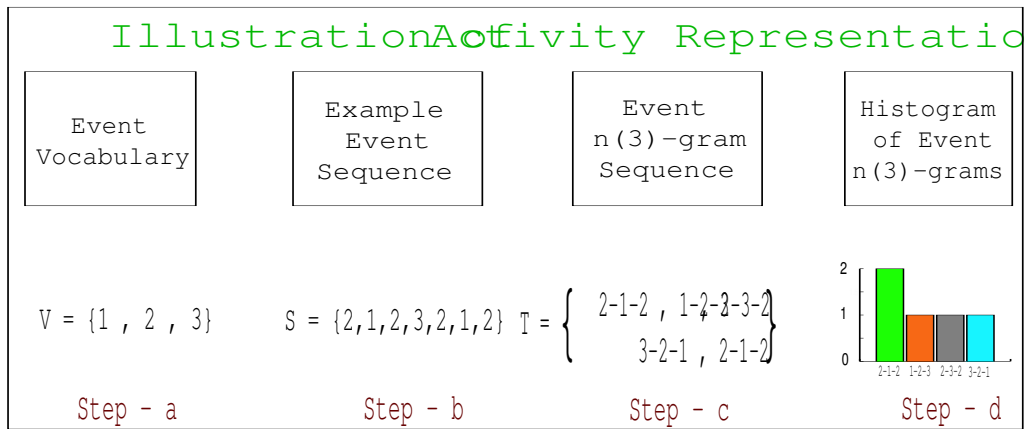 Illustration of Activity Representatio
Event
Vocabulary
Example
Event
Sequence
Event
n(3)-gram
Sequence
Histogram
of Event
n(3)-grams
V = {1 , 2 , 3}
S = {2,1,2,3,2,1,2}
T = {2-1-2 , 1-2-3, 2-3-2
3-2-1 , 2-1-2}
2
1
0
2-1-2 1-2-3 2-3-2 3-2-1
Step - a
Step - b
Step - c
Step - d